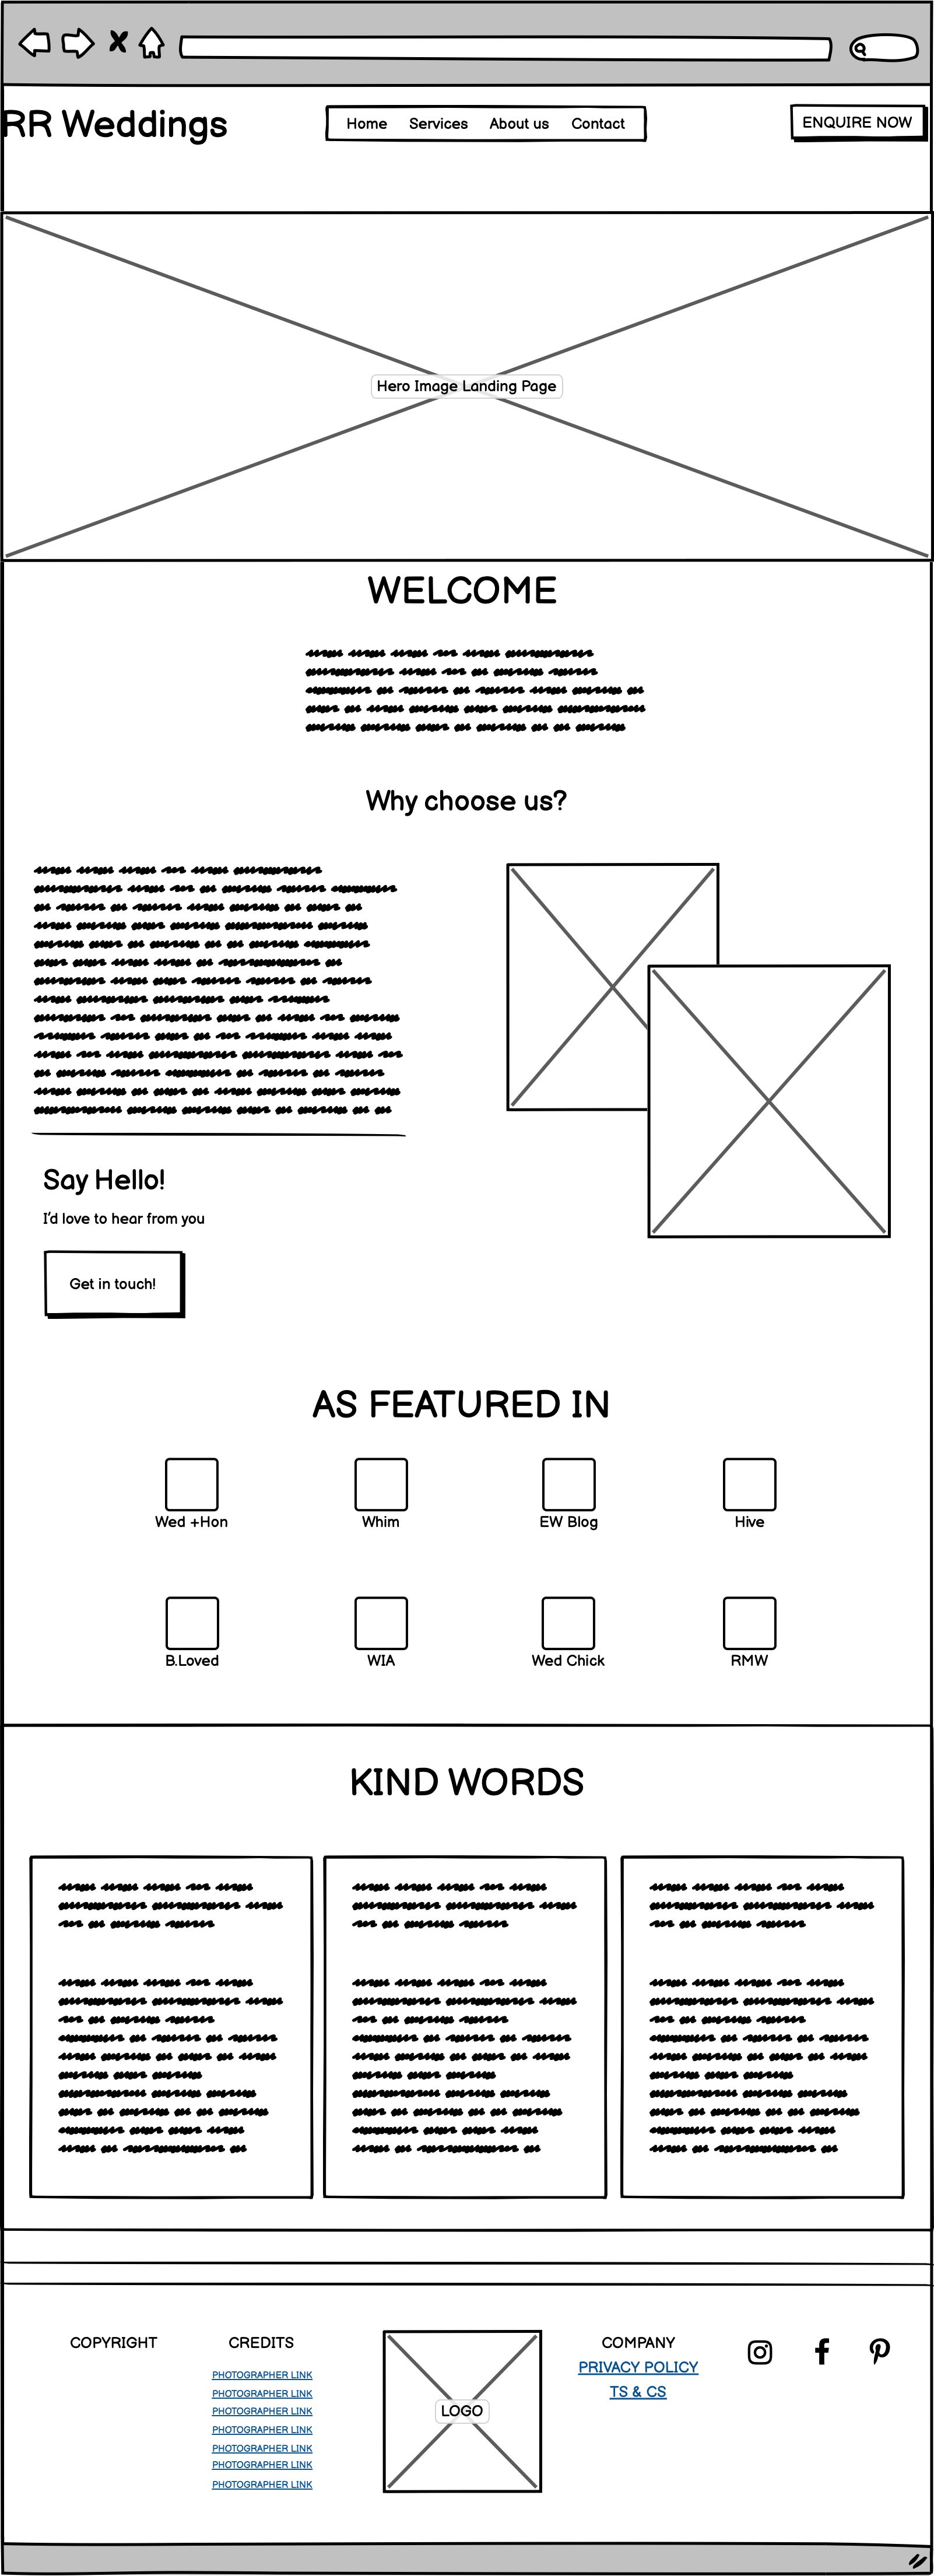 RR Weddings
Home Services About us Contact
ENQUIRE NOW
Hero Image Landing Page
WELCOME
Why choose us?
Say Hello!
I'd love to hear from you
Get in touch!
AS FEATURED IN
Wed +Hon Whim EW Blog Hive
B.Loved WIA Wed Chick RMW
KIND WORDS
COPYRIGHT
CREDITS
PHOTOGRAPHER LINK
PHOTOGRAPHER LINK
PHOTOGRAPHER LINK
PHOTOGRAPHER LINK
PHOTOGRAPHER LINK
PHOTOGRAPHER LINK
PHOTOGRAPHER LINK
LOGO
COMPANY
PRIVACY POLICY
TS & CS